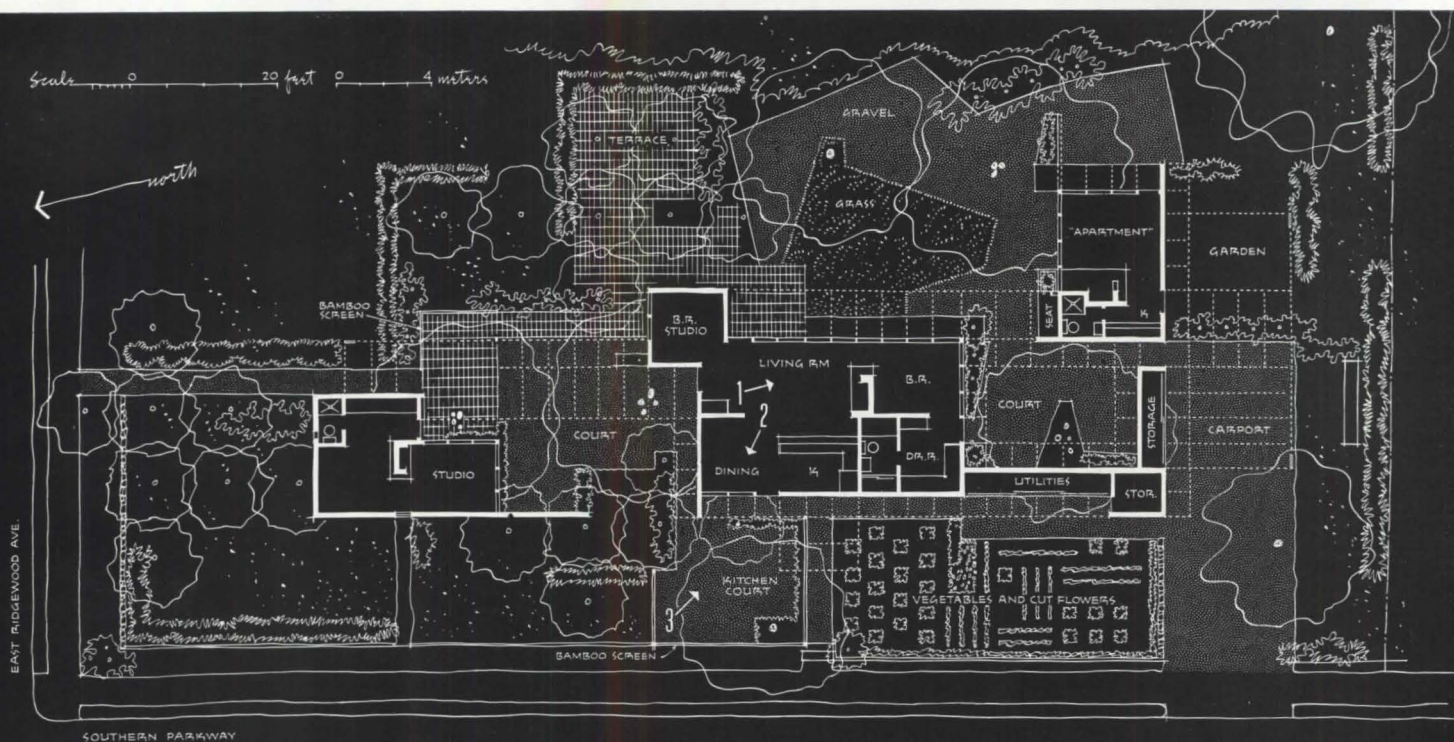 Scale 0 20 feet 0 4 meters
north
TERRACE
GRAVEL
GRASS
"APARTMENT"
GARDEN
BAMBOO
SCREEN
B.R.
STUDIO
SEAT
K
LIVING RM
B.R.
1
2
COURT
STORAGE
CARPORT
COURT
STUDIO
DINING
K
DR.R.
UTILITIES
STOR.
KITCHEN
COURT
3
VEGETABLES AND CUT FLOWERS
BAMBOO SCREEN
EAST RIDGEWOOD AVE.
SOUTHERN PARKWAY